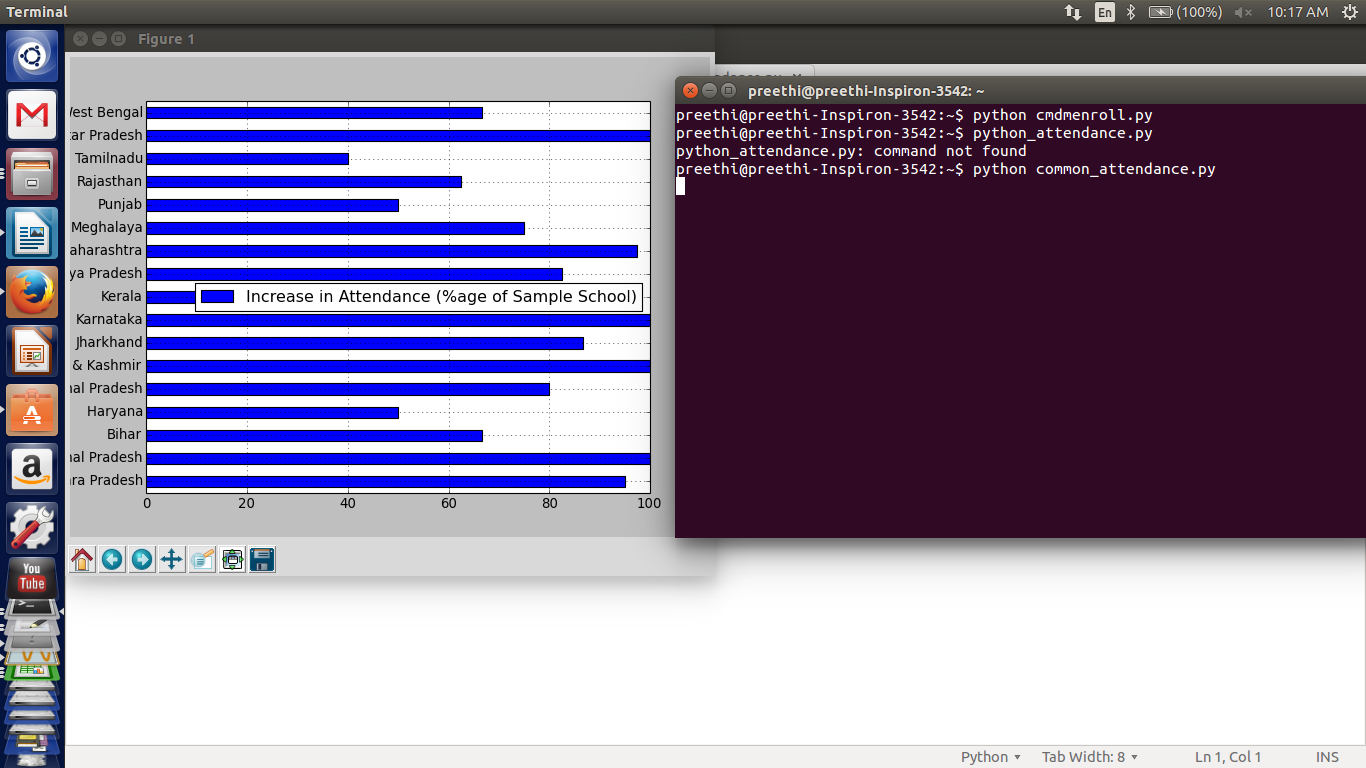 Terminal
En
(100%)
10:17 AM
Figure 1
preethi@preethi-Inspiron-3542: ~
preethi@preethi-Inspiron-3542:~$ python cmdmenroll.py
preethi@preethi-Inspiron-3542:~$ python_attendance.py
python_attendance.py: command not found
preethi@preethi-Inspiron-3542:~$ python common_attendance.py
West Bengal
tar Pradesh
Tamilnadu
Rajasthan
Punjab
Meghalaya
aharashtra
ya Pradesh
Kerala
Increase in Attendance (%age of Sample School)
Karnataka
Jharkhand
& Kashmir
hal Pradesh
Haryana
Bihar
hal Pradesh
ra Pradesh
0 20 40 60 80 100
You
Tube
Python
Tab Width: 8
Ln 1, Col 1
INS